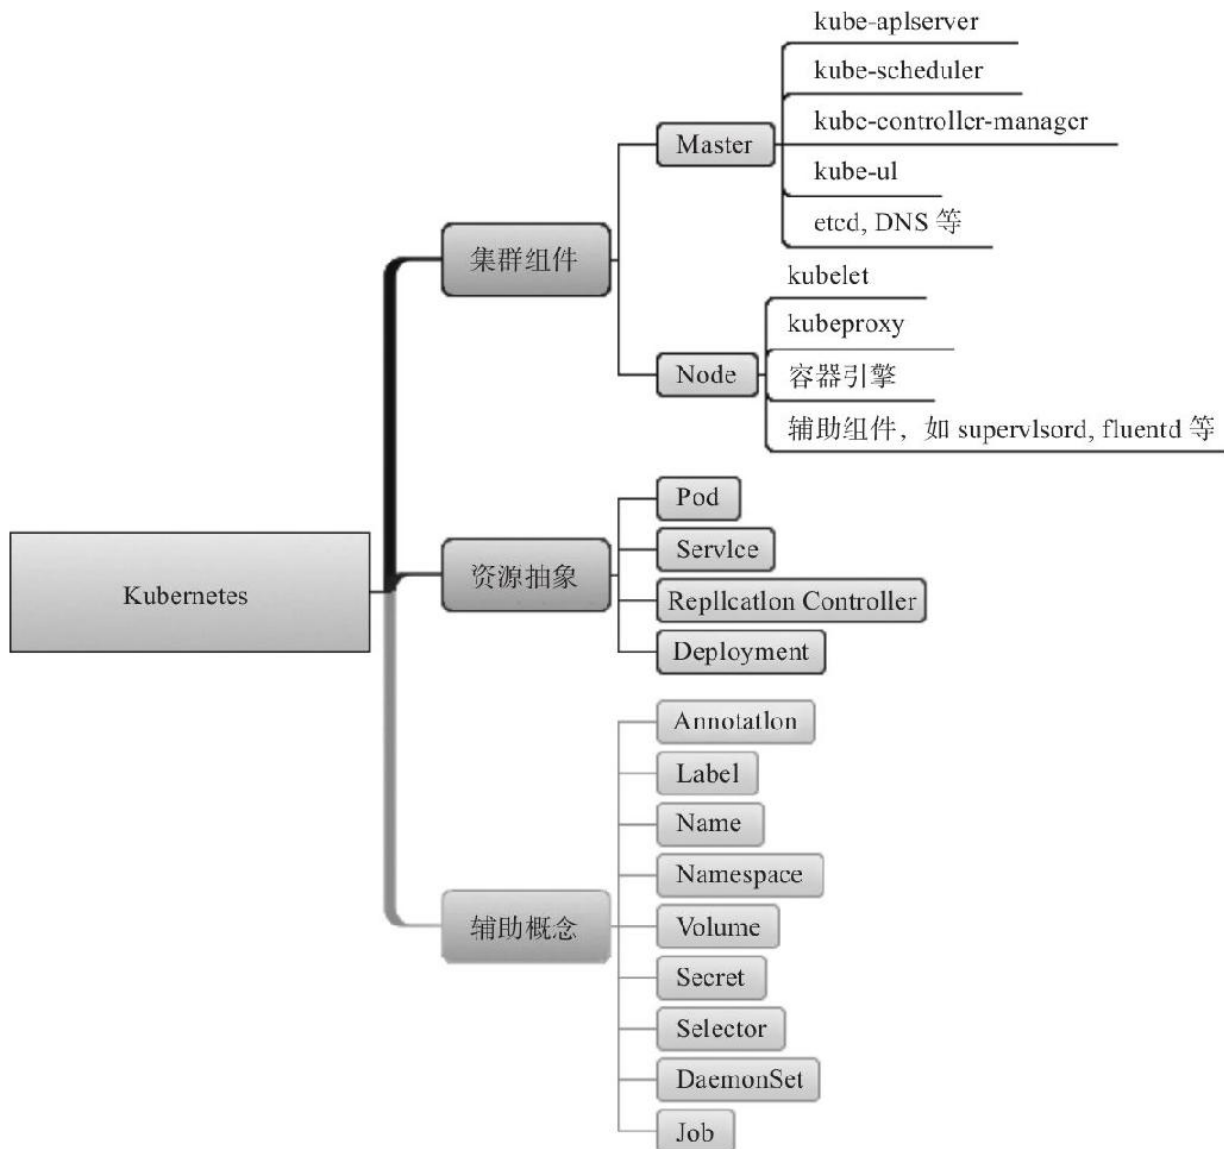 kube-aplserver
kube-scheduler
kube-controller-manager
Master
kube-ul
etcd, DNS 等
集群组件
kubelet
kubeproxy
Node
容器引擎
辅助组件，如 supervlsord, fluentd 等
Pod
Servlce
资源抽象
Repllcatlon Controller
Kubernetes
Deployment
Annotatlon
Label
Name
Namespace
Volume
辅助概念
Secret
Selector
DaemonSet
Job